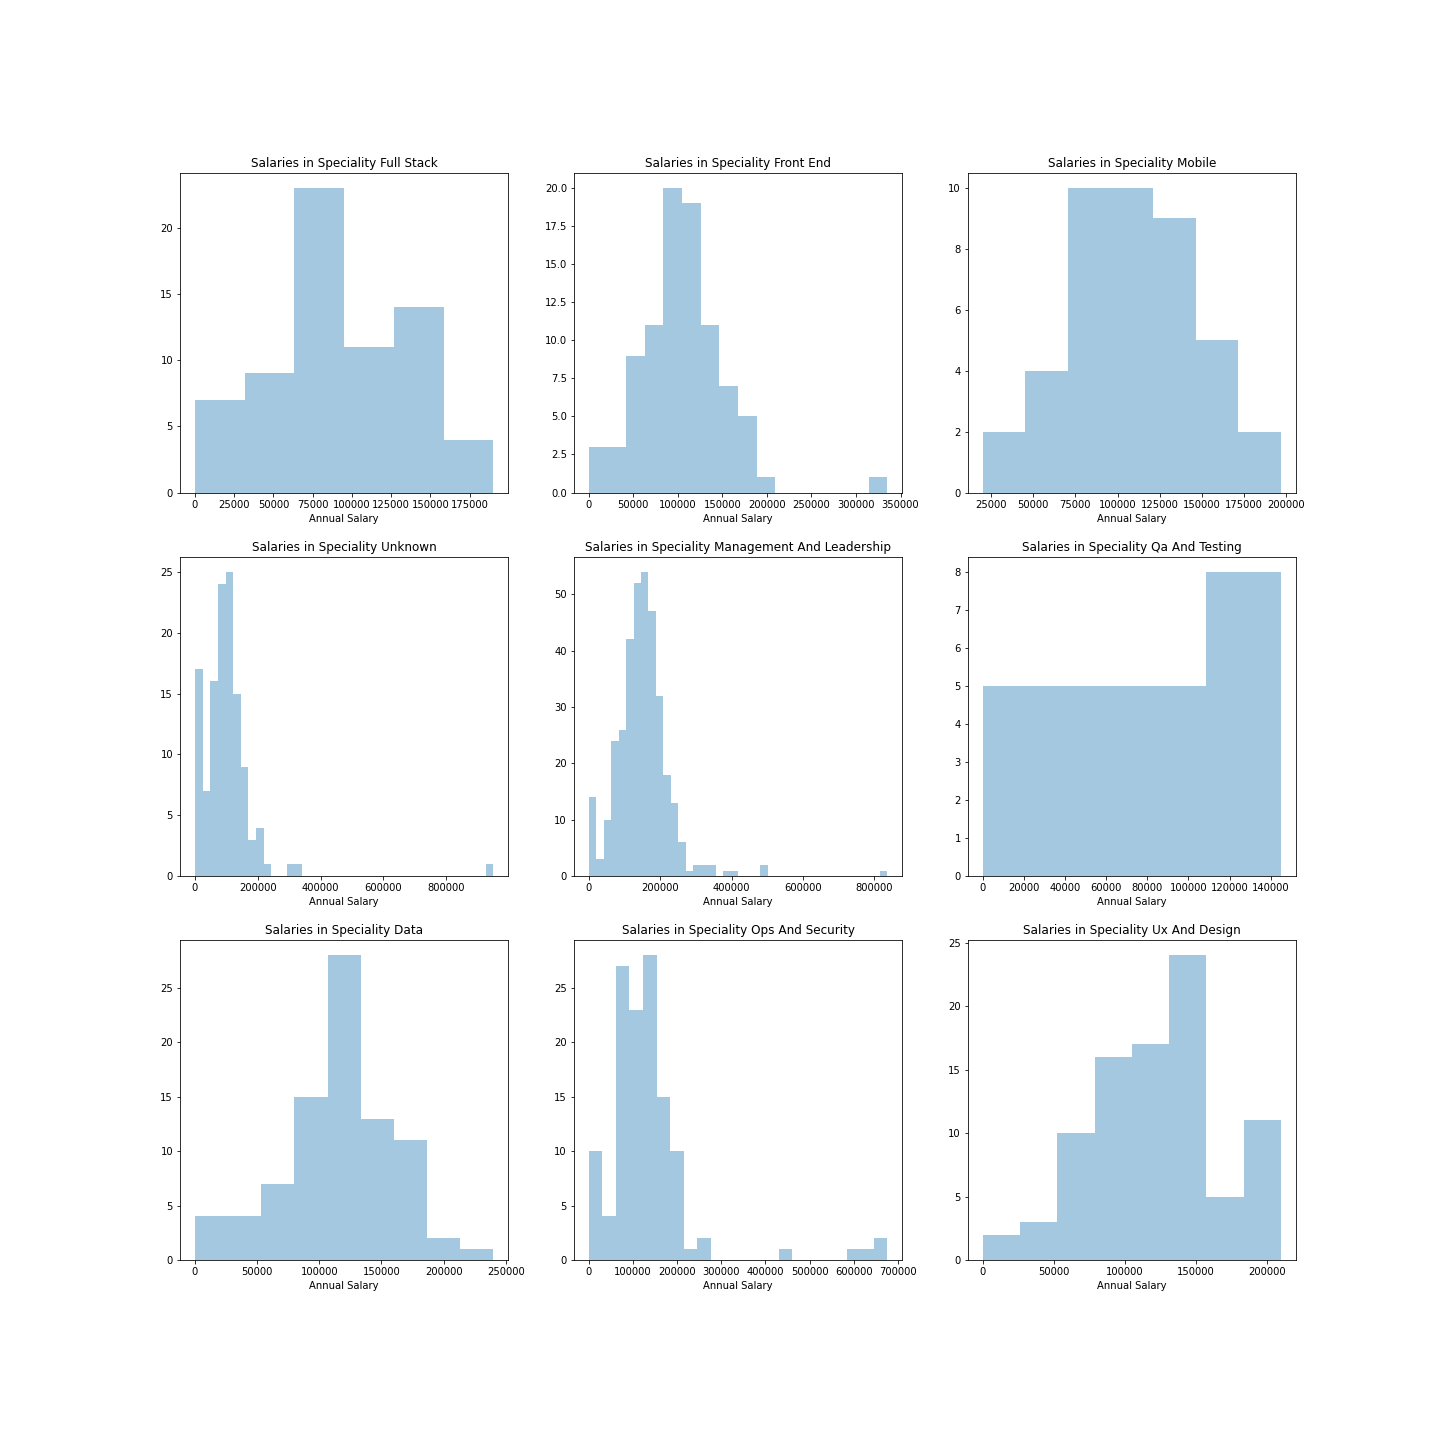 Salaries in Speciality Full Stack
20
15
10
5
0
0 25000 50000 75000 100000 125000 150000 175000
Annual Salary
Salaries in Speciality Front End
20.0
17.5
15.0
12.5
10.0
7.5
5.0
2.5
0.0
0 50000 100000 150000 200000 250000 300000 350000
Annual Salary
Salaries in Speciality Mobile
10
8
6
4
2
0
25000 50000 75000 100000 125000 150000 175000 200000
Annual Salary
Salaries in Speciality Unknown
25
20
15
10
5
0
0 200000 400000 600000 800000
Annual Salary
Salaries in Speciality Management And Leadership
50
40
30
20
10
0
0 200000 400000 600000 800000
Annual Salary
Salaries in Speciality Qa And Testing
8
7
6
5
4
3
2
1
0
0 20000 40000 60000 80000 100000 120000 140000
Annual Salary
Salaries in Speciality Data
25
20
15
10
5
0
0 50000 100000 150000 200000 250000
Annual Salary
Salaries in Speciality Ops And Security
25
20
15
10
5
0
0 100000 200000 300000 400000 500000 600000 700000
Annual Salary
Salaries in Speciality Ux And Design
25
20
15
10
5
0
0 50000 100000 150000 200000
Annual Salary